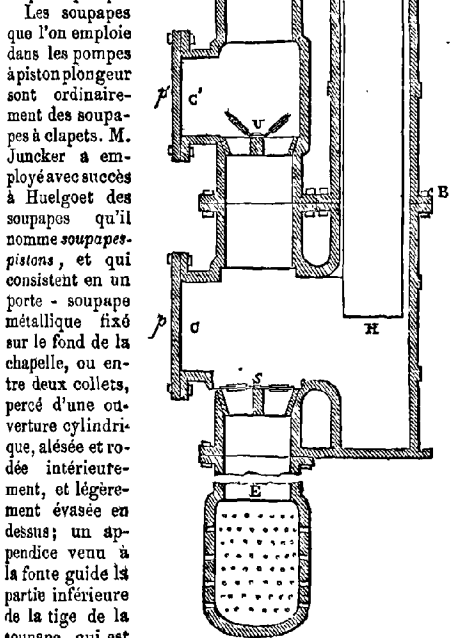 Les soupapes
que l'on emploie
dans les pompes
à piston plongeur
sont ordinaire-
ment des soupa-
pes à clapets. M.
Juncker a em-
ployé avec succès
à Huelgoet des
soupapes qu'il
nomme soupapes-
pistons, et qui
consistent en un
porte-soupape
métallique fixé
sur le fond de la
chapelle, ou en-
tre deux collets,
percé d'une ou-
verture cylindri-
que, alésée et ro-
dée intérieure-
ment, et légère-
ment évasée en
dessus; un ap-
pendice venu à
la fonte guide la
partie inférieure
de la tige de la
soupape, qui est
p' C' U
B
p C
H
S
E